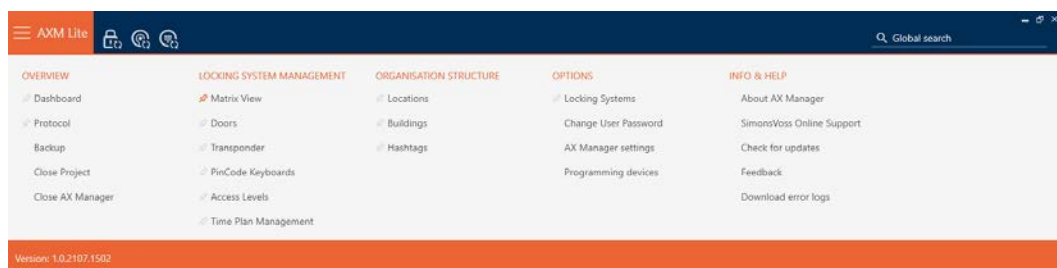 AXM Lite
Global search
OVERVIEW
Dashboard
Protocol
Backup
Close Project
Close AX Manager
LOCKING SYSTEM MANAGEMENT
Matrix View
Doors
Transponder
PinCode Keyboards
Access Levels
Time Plan Management
ORGANISATION STRUCTURE
Locations
Buildings
Hashtags
OPTIONS
Locking Systems
Change User Password
AX Manager settings
Programming devices
INFO & HELP
About AX Manager
SimonsVoss Online Support
Check for updates
Feedback
Download error logs
Version: 1.0.2107.1502